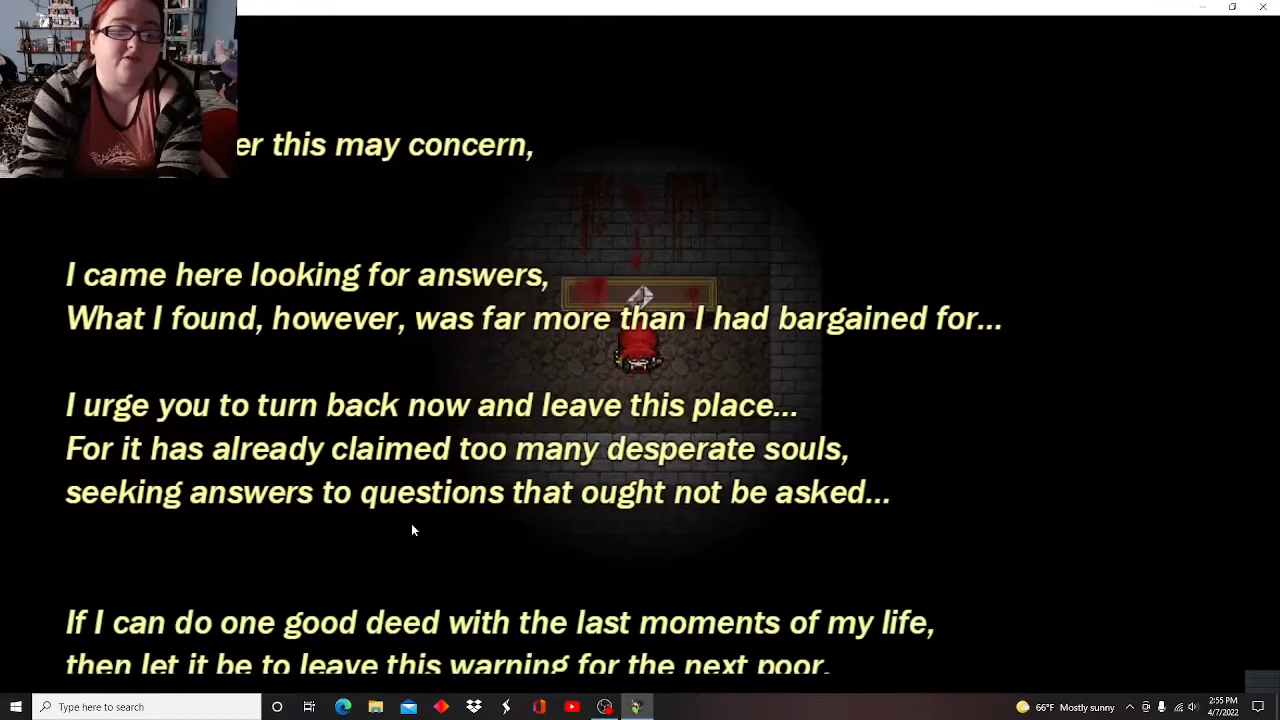 er this may concern,
I came here looking for answers,
What I found, however, was far more than I had bargained for...
I urge you to turn back now and leave this place...
For it has already claimed too many desperate souls,
seeking answers to questions that ought not be asked...
If I can do one good deed with the last moments of my life,
then let it be to leave this warning for the next poor,
Type here to search
66°F Mostly sunny
2:55 PM
4/7/2022